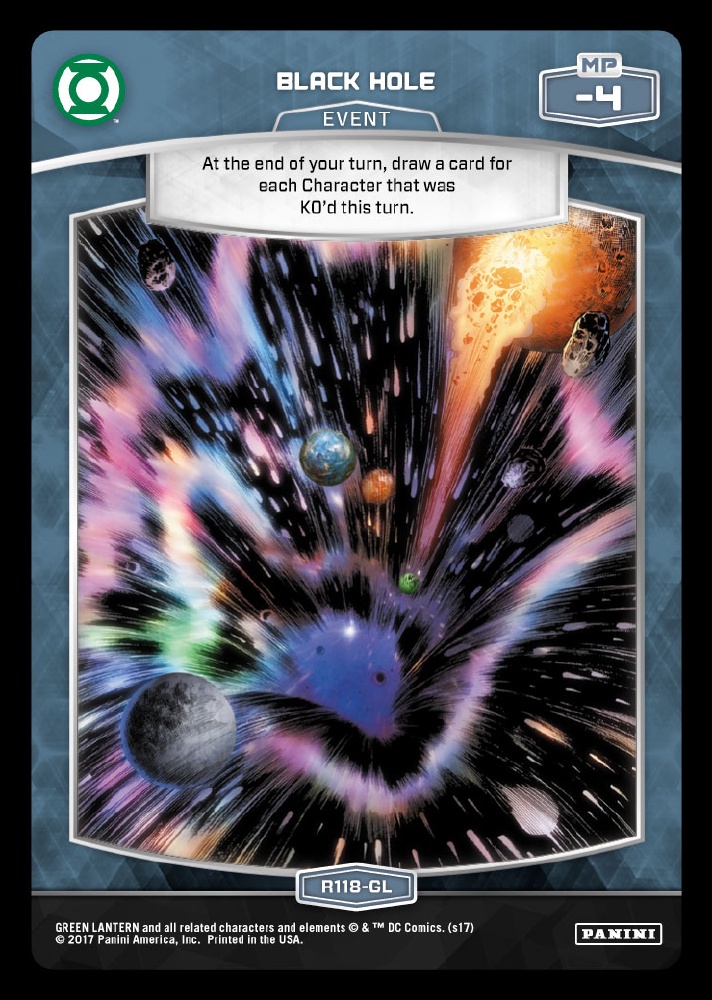 BLACK HOLE
MP
-4
EVENT
At the end of your turn, draw a card for
each Character that was
KO'd this turn.
R118-GL
GREEN LANTERN and all related characters and elements © & ™ DC Comics. (s17)
© 2017 Panini America, Inc. Printed in the USA.
PANINI